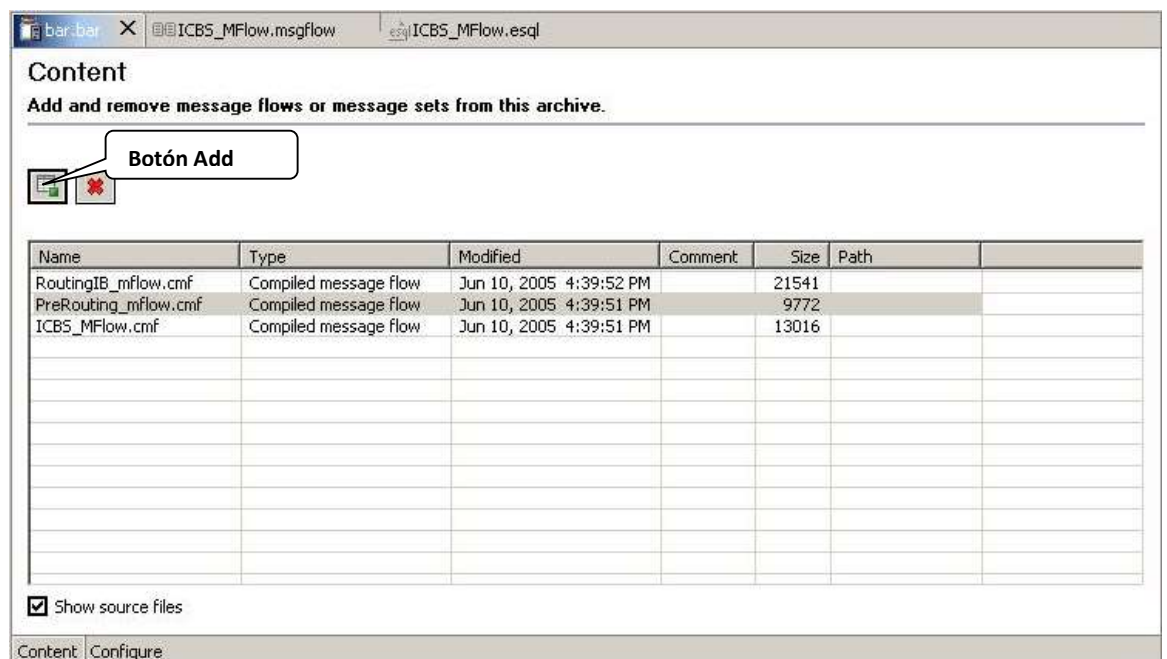 bar.bar ICBS_MFlow.msgflow esql ICBS_MFlow.esql
Content
Add and remove message flows or message sets from this archive.
Botón Add
Name Type Modified Comment Size Path
RoutingIB_mflow.cmf Compiled message flow Jun 10, 2005 4:39:52 PM 21541
PreRouting_mflow.cmf Compiled message flow Jun 10, 2005 4:39:51 PM 9772
ICBS_MFlow.cmf Compiled message flow Jun 10, 2005 4:39:51 PM 13016
Show source files
Content Configure